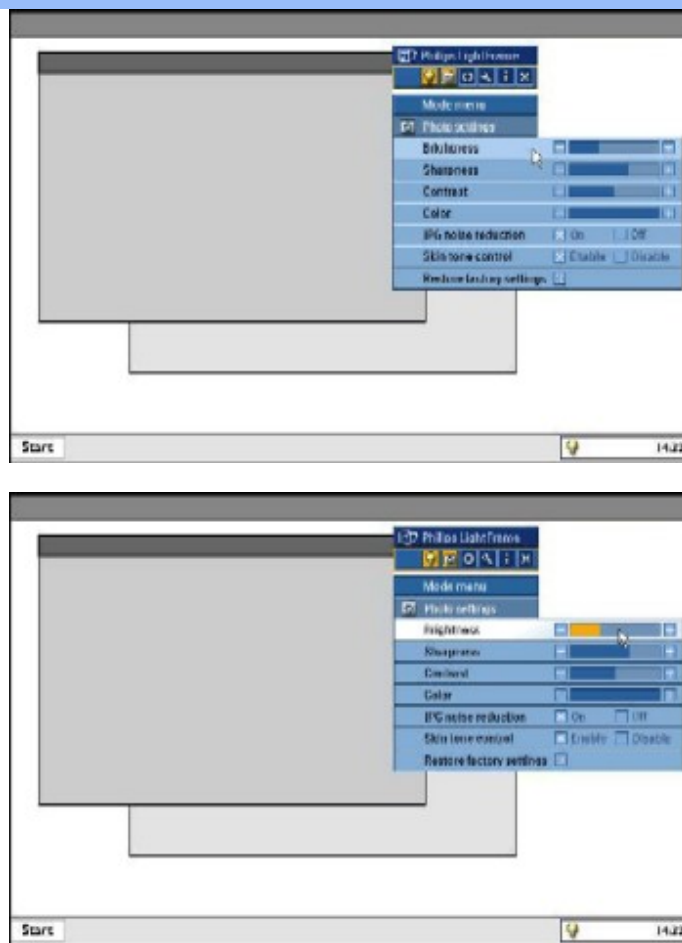 Philips LightFrame
Mode menu
Photo settings
Brightness
Sharpness
Contrast
Color
JPG noise reduction On Off
Skin tone control Enable Disable
Restore factory settings
Start
Philips LightFrame
Mode menu
Photo settings
Brightness
Sharpness
Contrast
Color
JPG noise reduction On Off
Skin tone control Enable Disable
Restore factory settings
Start